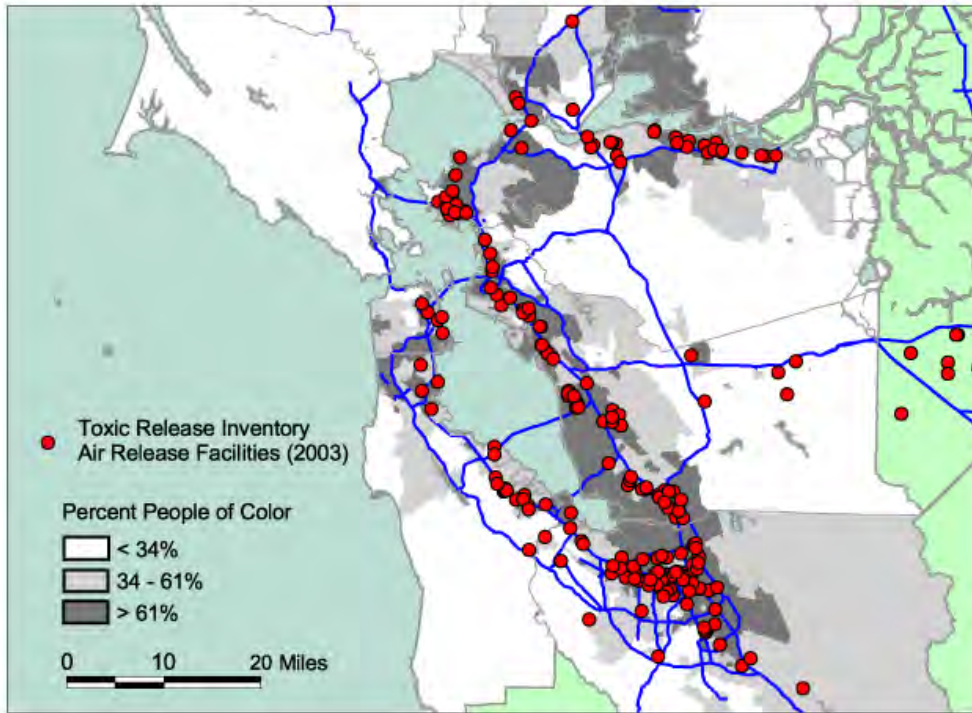 Toxic Release Inventory
Air Release Facilities (2003)
Percent People of Color
< 34%
34 - 61%
> 61%
0 10 20 Miles